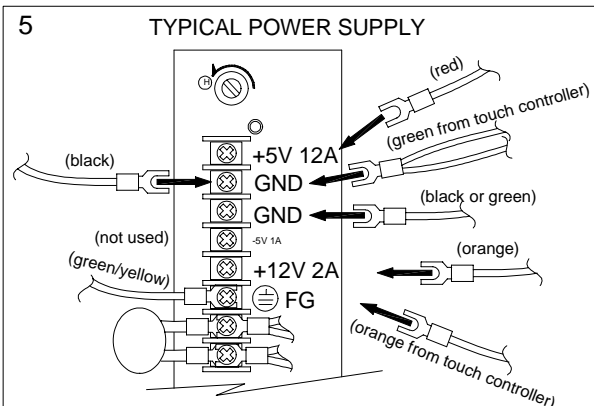 5
TYPICAL POWER SUPPLY
H
(red)
(green from touch controller)
+5V 12A
(black)
GND
(black or green)
GND
(not used)
-5V 1A
(orange)
(green/yellow)
+12V 2A
FG
(orange from touch controller)